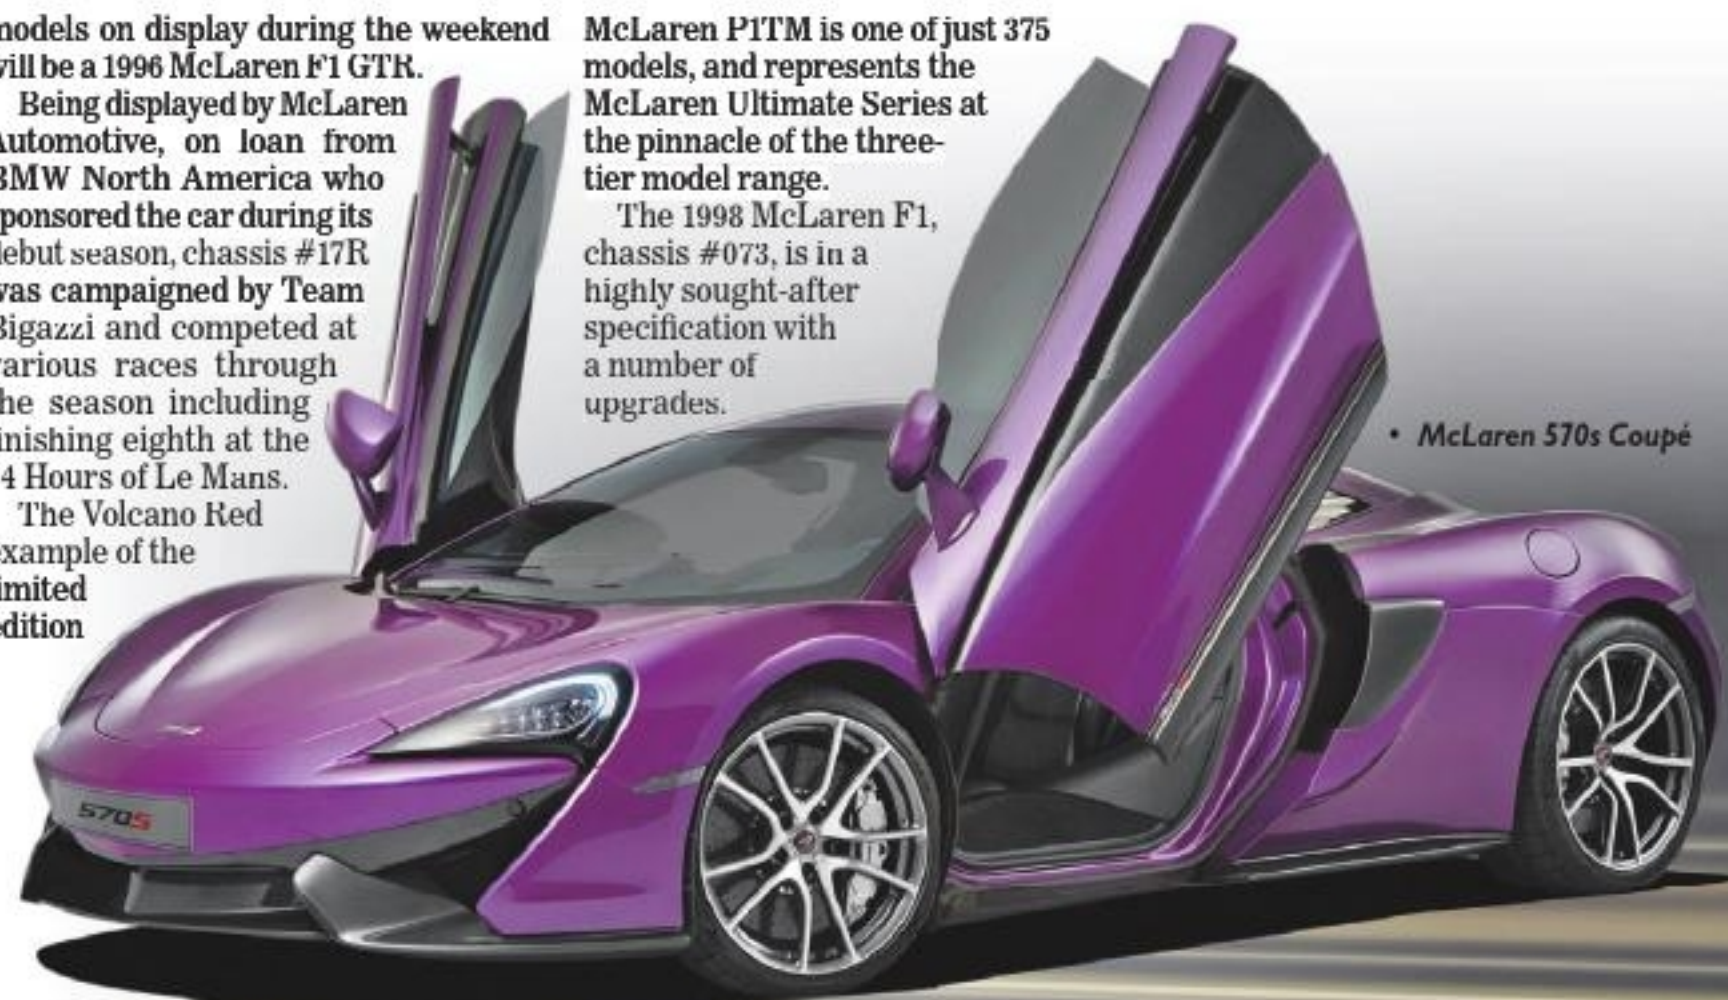 models on display during the weekend
will be a 1996 McLaren F1 GTR.
Being displayed by McLaren
Automotive, on loan from
BMW North America who
sponsored the car during its
debut season, chassis #17R
was campaigned by Team
Bigazzi and competed at
various races through
the season including
finishing eighth at the
4 Hours of Le Mans.
The Volcano Red
example of the
limited
edition
McLaren P1TM is one of just 375
models, and represents the
McLaren Ultimate Series at
the pinnacle of the three-
tier model range.
The 1998 McLaren F1,
chassis #073, is in a
highly sought-after
specification with
a number of
upgrades.
• McLaren 570s Coupé
570S